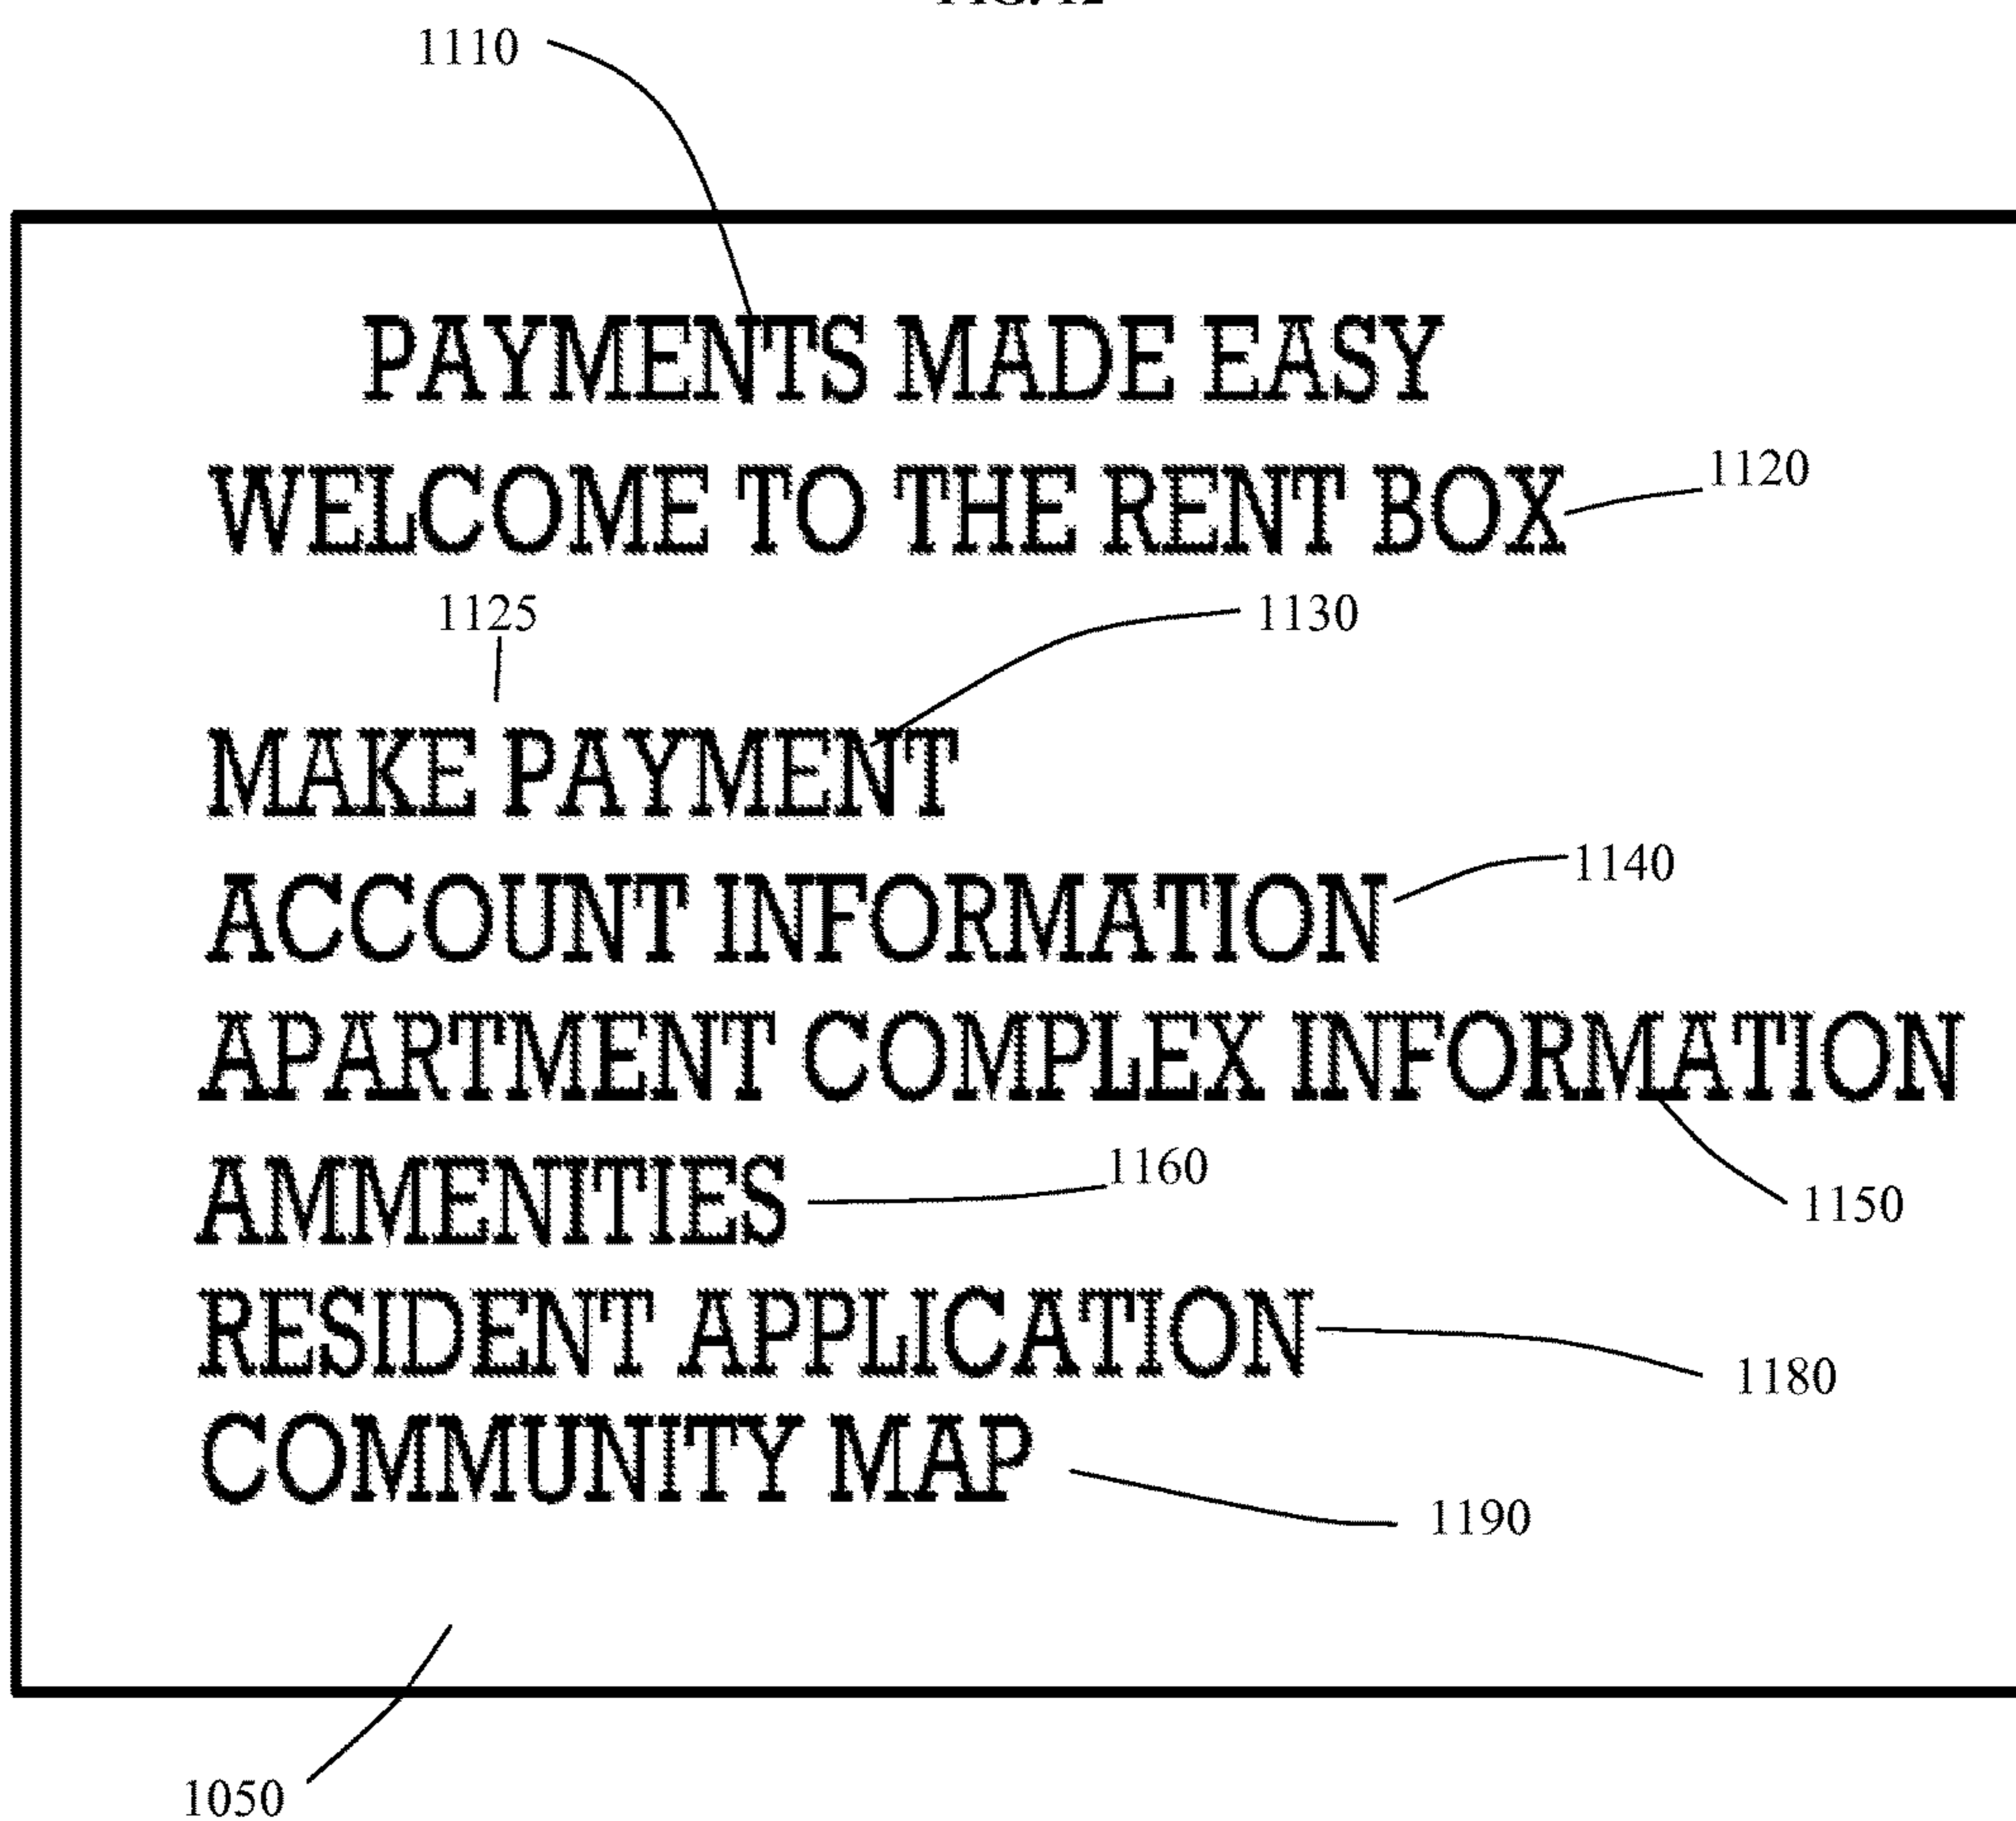 1110
PAYMENTS MADE EASY
WELCOME TO THE RENT BOX 1120
1125 1130
MAKE PAYMENT
ACCOUNT INFORMATION 1140
APARTMENT COMPLEX INFORMATION
AMMENITIES 1160
1150
RESIDENT APPLICATION
1180
COMMUNITY MAP
1190
1050